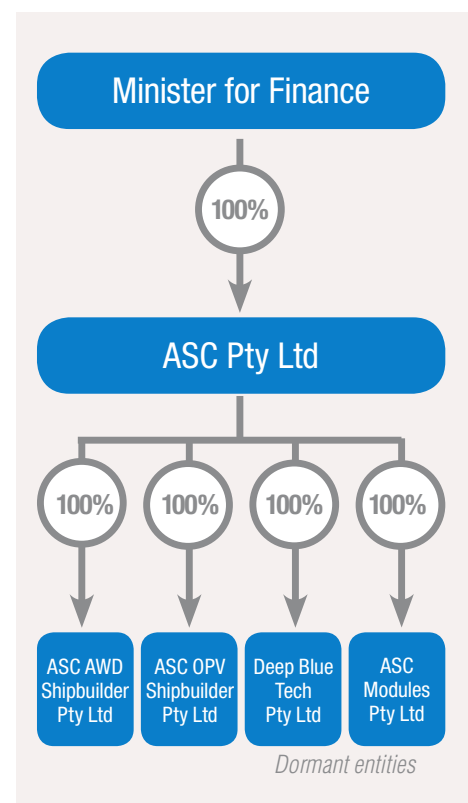 Minister for Finance
100%
ASC Pty Ltd
100%
100%
100%
100%
ASC AWD
Shipbuilder
Pty Ltd
ASC OPV
Shipbuilder
Pty Ltd
Deep Blue
Tech
Pty Ltd
ASC
Modules
Pty Ltd
Dormant entities